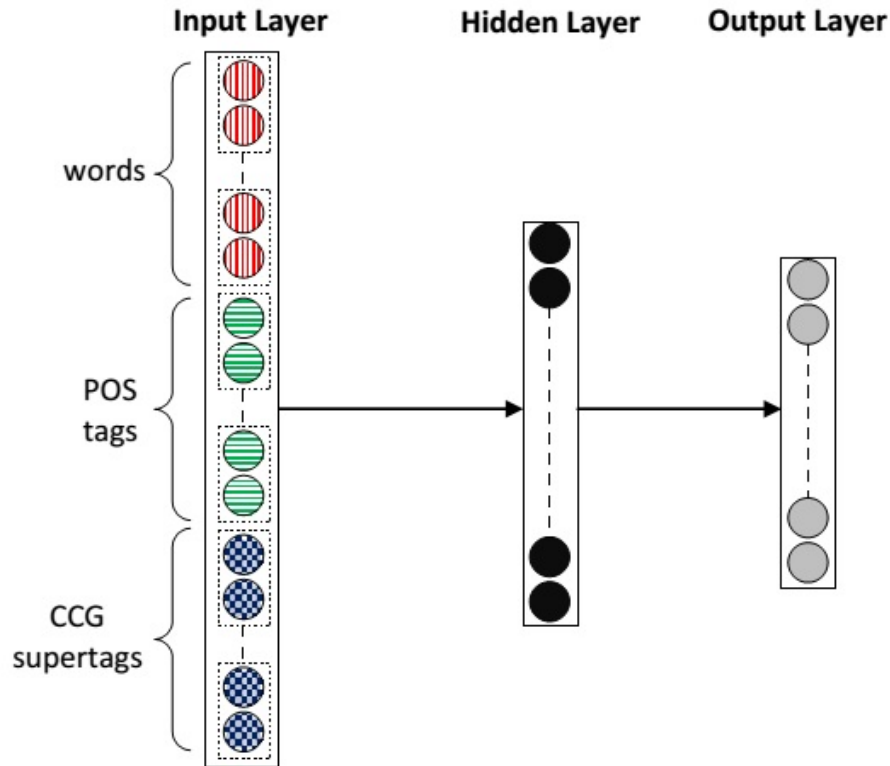 Input Layer
Hidden Layer
Output Layer
words
POS
tags
CCG
supertags